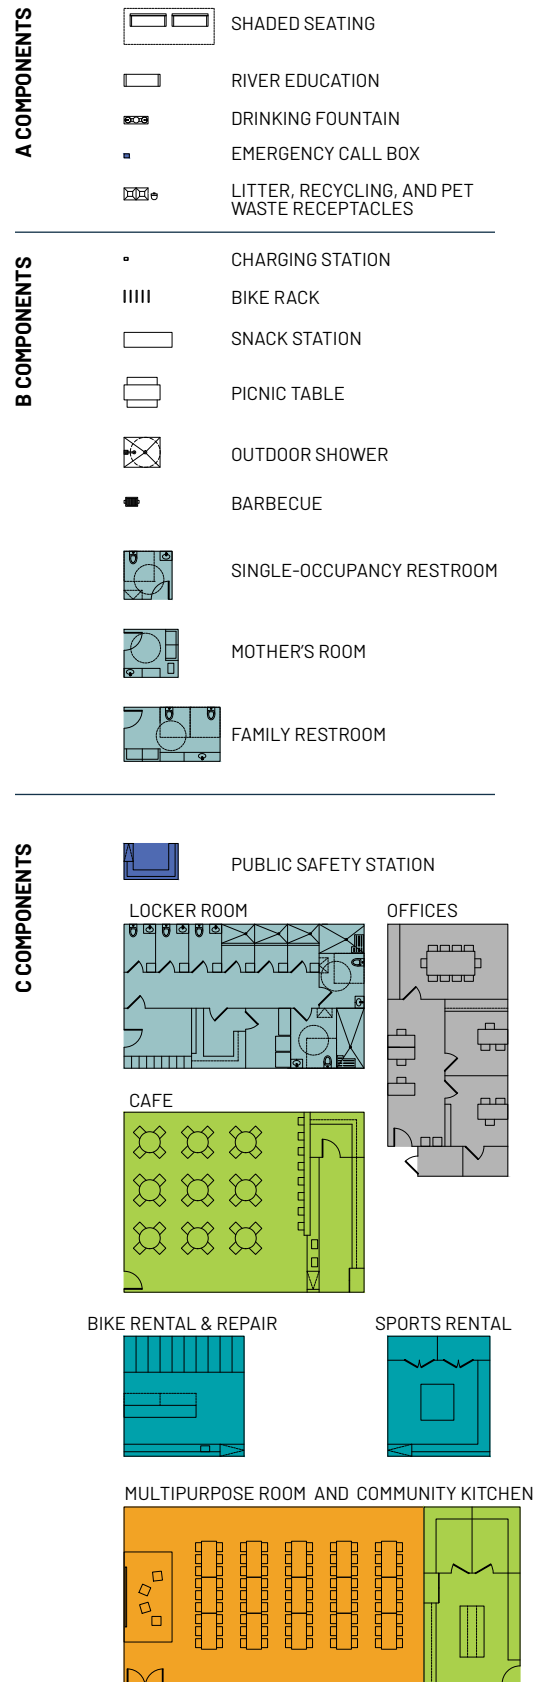 A COMPONENTS
SHADED SEATING
RIVER EDUCATION
DRINKING FOUNTAIN
EMERGENCY CALL BOX
LITTER, RECYCLING, AND PET
WASTE RECEPTACLES
B COMPONENTS
CHARGING STATION
BIKE RACK
SNACK STATION
PICNIC TABLE
OUTDOOR SHOWER
BARBECUE
SINGLE-OCCUPANCY RESTROOM
MOTHER'S ROOM
FAMILY RESTROOM
C COMPONENTS
PUBLIC SAFETY STATION
LOCKER ROOM
OFFICES
CAFE
BIKE RENTAL & REPAIR
SPORTS RENTAL
MULTIPURPOSE ROOM AND COMMUNITY KITCHEN